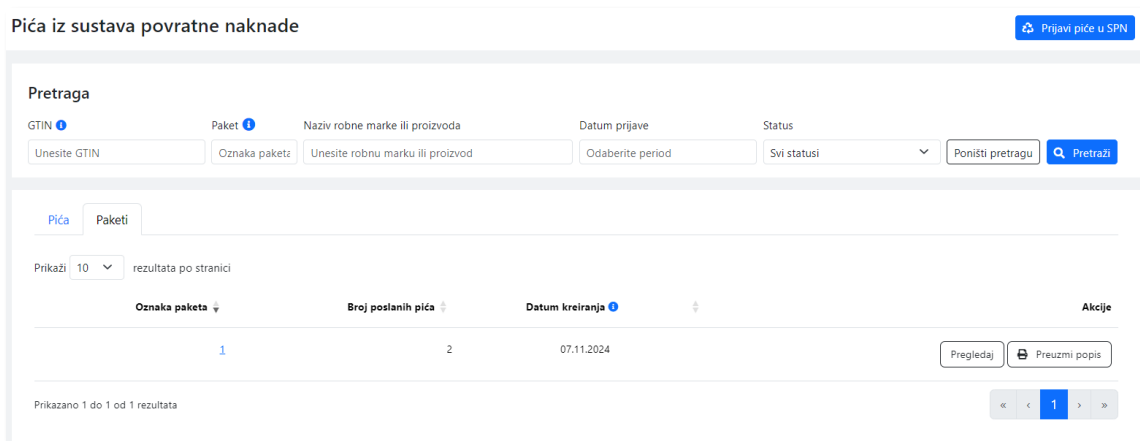 Pića iz sustava povratne naknade
Prijavi piće u SPN
Pretraga
GTIN Paket Naziv robne marke ili proizvoda Datum prijave Status
Unesite GTIN Oznaka paketa Unesite robnu marku ili proizvod Odaberite period Svi statusi Poništi pretragu Pretraži
Pića Paketi
Prikaži 10 rezultata po stranici
Oznaka paketa Broj poslanih pića Datum kreiranja Akcije
1 2 07.11.2024 Pregledaj Preuzmi popis
Prikazano 1 do 1 od 1 rezultata « ‹ 1 › »